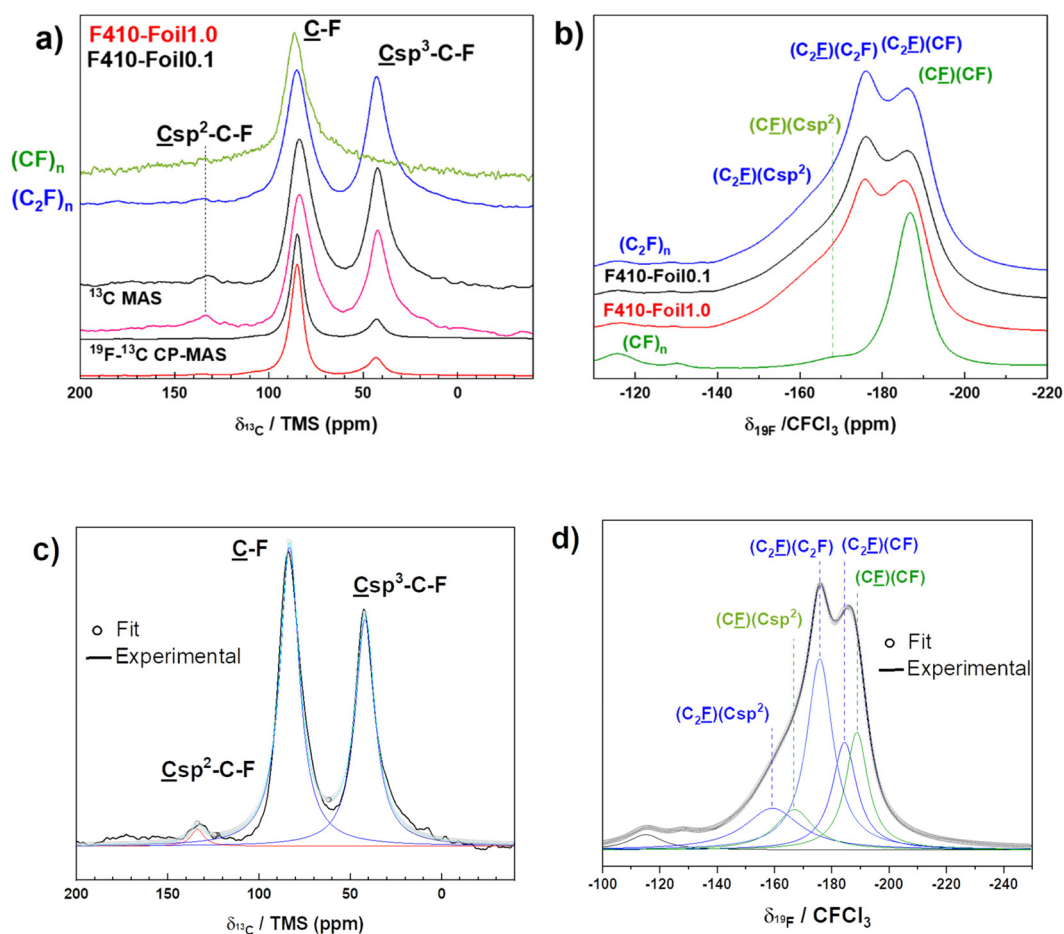 a)
F410-Foil1.0
F410-Foil0.1
C-F
Csp³-C-F
Csp²-C-F
(CF)ₙ
(C₂F)ₙ
¹³C MAS
¹⁹F-¹³C CP-MAS
200 150 100 50 0
δ¹³C / TMS (ppm)
b)
(C₂F)(C₂F) (C₂F)(CF)
(CF)(CF)
(CF)(Csp²)
(C₂F)(Csp²)
(C₂F)ₙ
F410-Foil0.1
F410-Foil1.0
(CF)ₙ
-120 -140 -160 -180 -200 -220
δ19F /CFCl₃ (ppm)
c)
C-F
Csp³-C-F
Fit
Experimental
Csp²-C-F
200 150 100 50 0
δ¹³C / TMS (ppm)
d)
(C₂F)(C₂F) (C₂F)(CF)
(CF)(CF)
(CF)(Csp²)
Fit
Experimental
(C₂F)(Csp²)
-100 -120 -140 -160 -180 -200 -220 -240
δ¹⁹F / CFCl₃